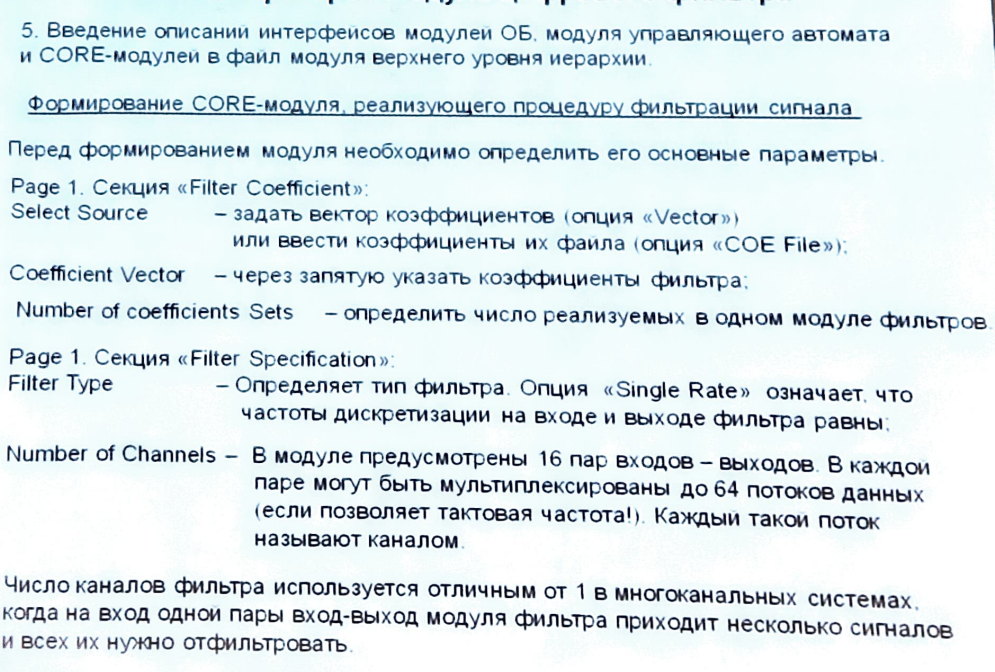 5. Введение описаний интерфейсов модулей ОБ, модуля управляющего автомата
и CORE-модулей в файл модуля верхнего уровня иерархии.
Формирование CORE-модуля, реализующего процедуру фильтрации сигнала
Перед формированием модуля необходимо определить его основные параметры.
Page 1. Секция «Filter Coefficient»:
Select Source – задать вектор коэффициентов (опция «Vector»)
или ввести коэффициенты их файла (опция «COE File»);
Coefficient Vector – через запятую указать коэффициенты фильтра;
Number of coefficients Sets – определить число реализуемых в одном модуле фильтров.
Page 1. Секция «Filter Specification»:
Filter Type – Определяет тип фильтра. Опция «Single Rate» означает, что
частоты дискретизации на входе и выходе фильтра равны;
Number of Channels – В модуле предусмотрены 16 пар входов – выходов. В каждой
паре могут быть мультиплексированы до 64 потоков данных
(если позволяет тактовая частота!). Каждый такой поток
называют каналом.
Число каналов фильтра используется отличным от 1 в многоканальных системах,
когда на вход одной пары вход-выход модуля фильтра приходит несколько сигналов
и всех их нужно отфильтровать.